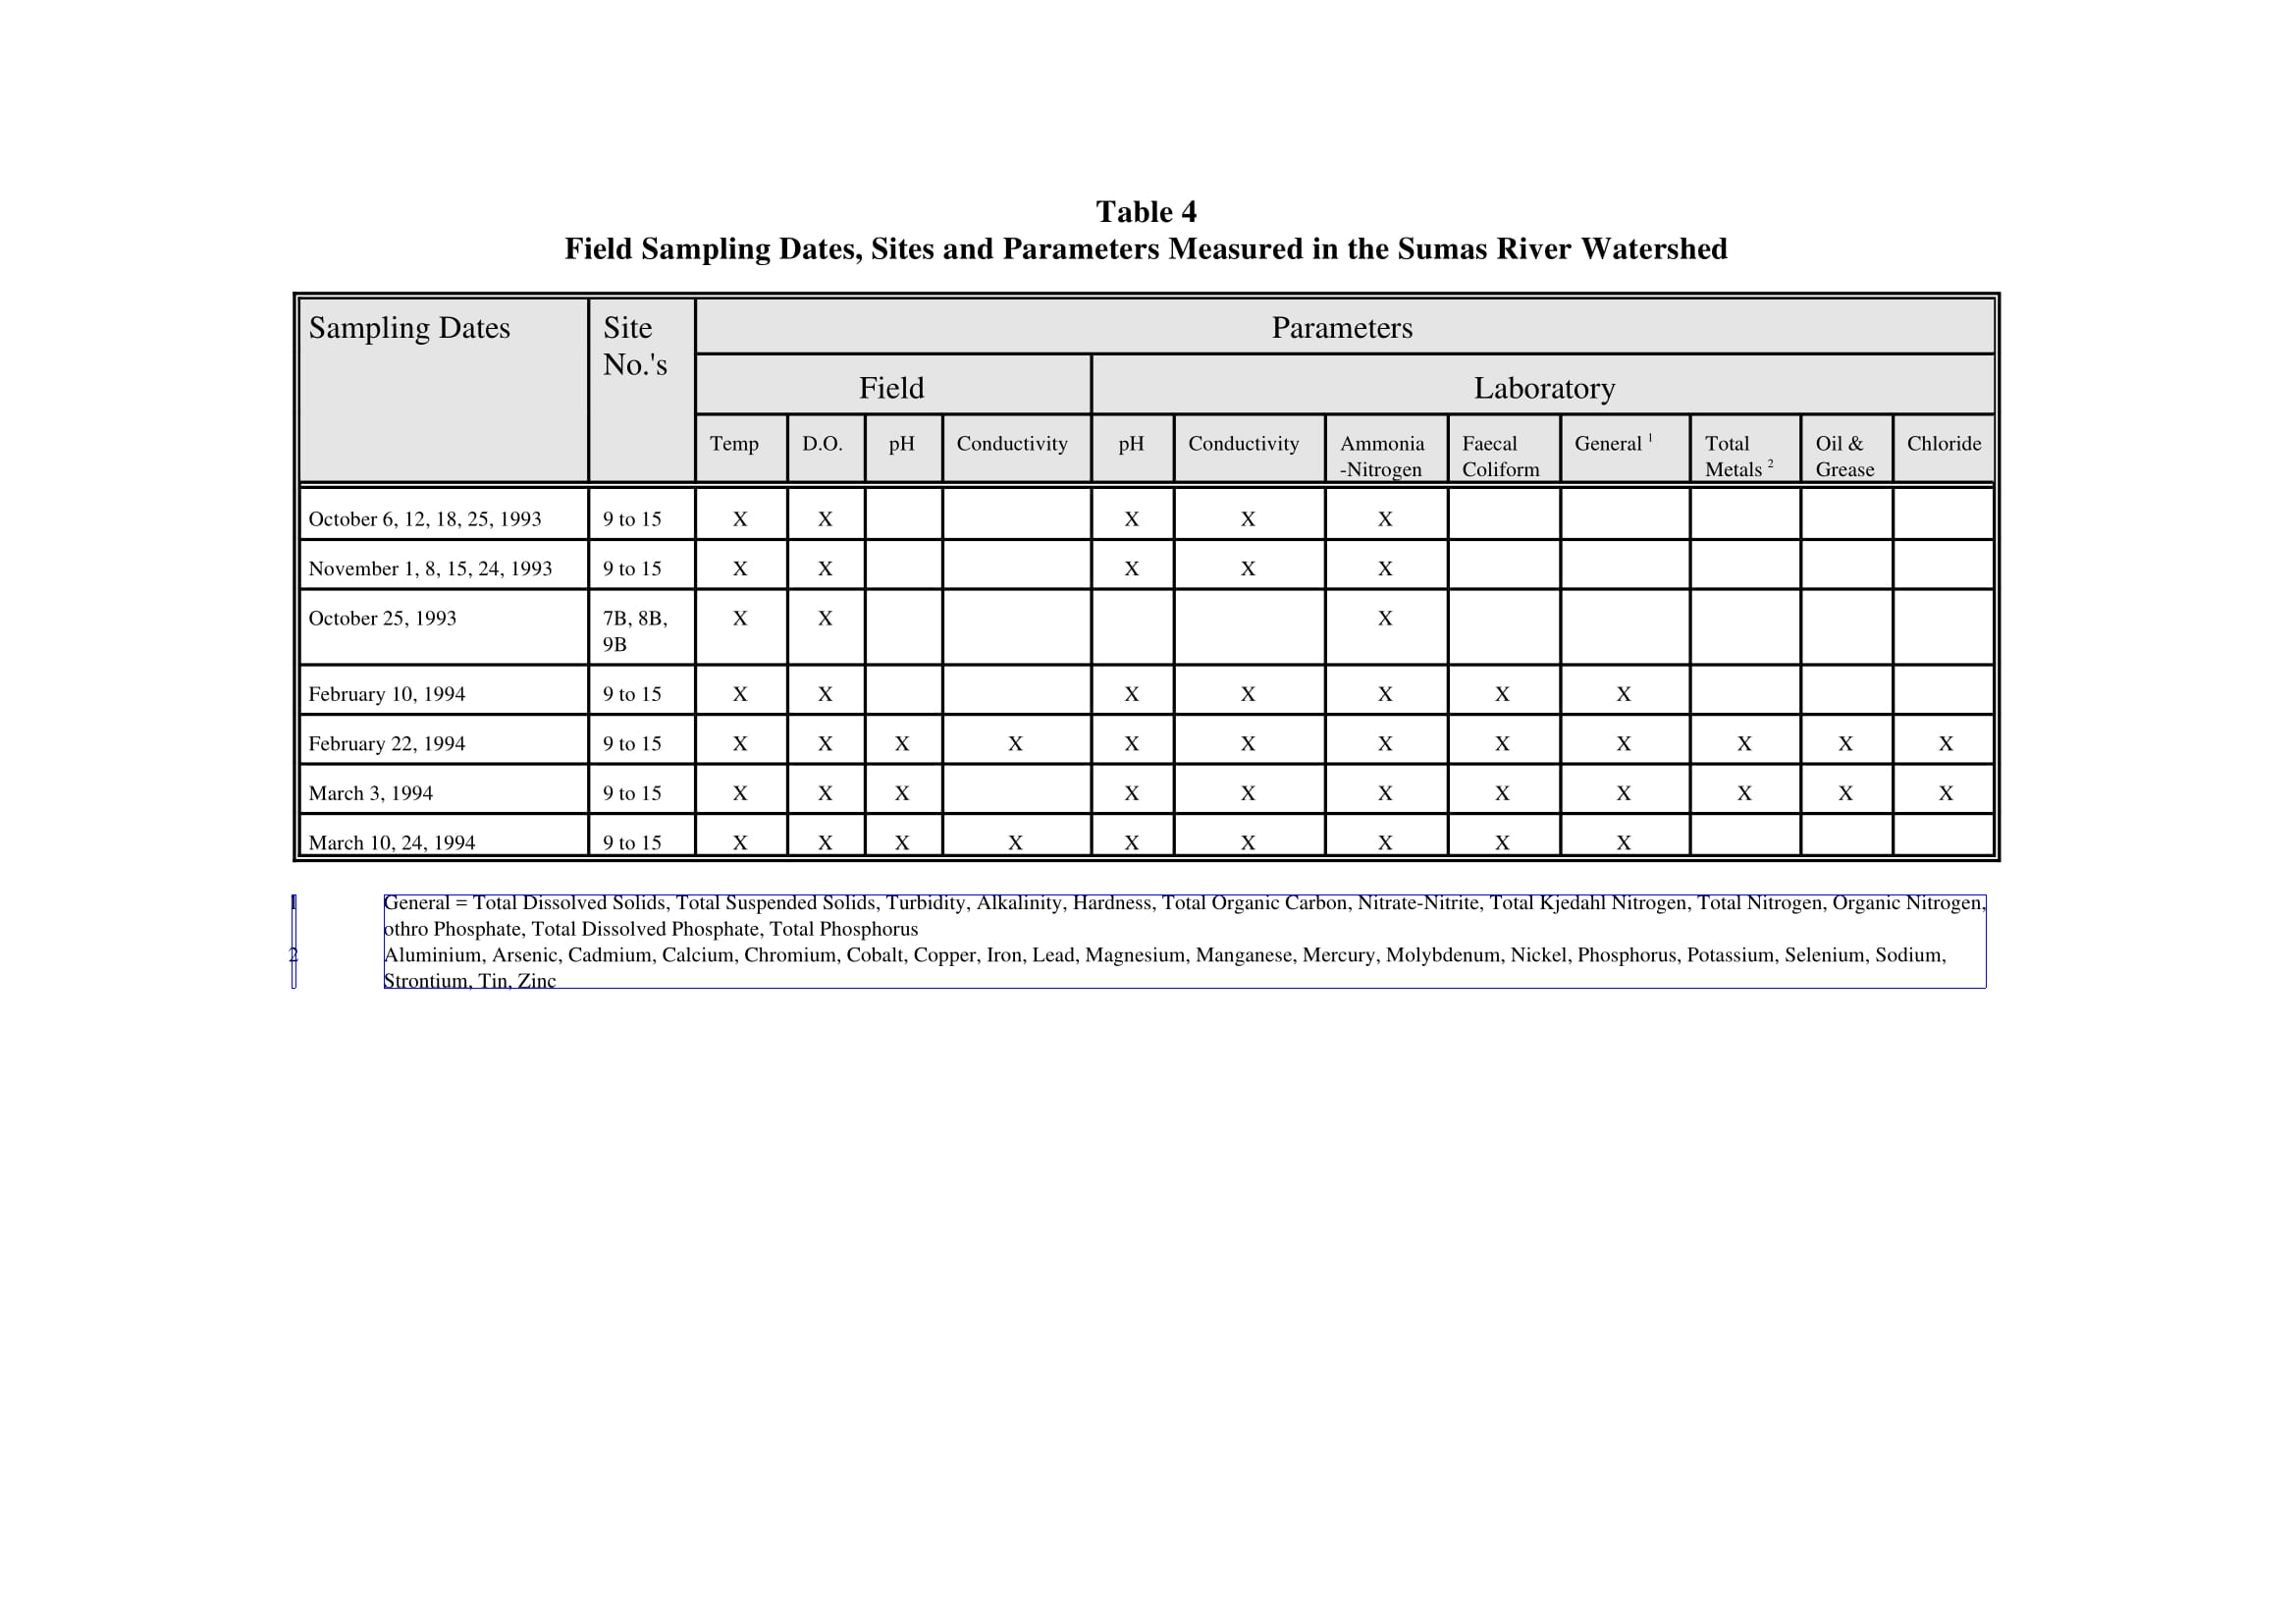 Table 4
Field Sampling Dates, Sites and Parameters Measured in the Sumas River Watershed
Sampling Dates Site No.'s Parameters
Field Laboratory
Temp D.O. pH Conductivity pH Conductivity Ammonia -Nitrogen Faecal Coliform General 1 Total Metals 2 Oil & Grease Chloride
October 6, 12, 18, 25, 1993 9 to 15 X X X X X
November 1, 8, 15, 24, 1993 9 to 15 X X X X X
October 25, 1993 7B, 8B, 9B X X X
February 10, 1994 9 to 15 X X X X X X X
February 22, 1994 9 to 15 X X X X X X X X X X X X
March 3, 1994 9 to 15 X X X X X X X X X X X
March 10, 24, 1994 9 to 15 X X X X X X X X X
1 General = Total Dissolved Solids, Total Suspended Solids, Turbidity, Alkalinity, Hardness, Total Organic Carbon, Nitrate-Nitrite, Total Kjedahl Nitrogen, Total Nitrogen, Organic Nitrogen,
othro Phosphate, Total Dissolved Phosphate, Total Phosphorus
2 Aluminium, Arsenic, Cadmium, Calcium, Chromium, Cobalt, Copper, Iron, Lead, Magnesium, Manganese, Mercury, Molybdenum, Nickel, Phosphorus, Potassium, Selenium, Sodium,
Strontium, Tin, Zinc